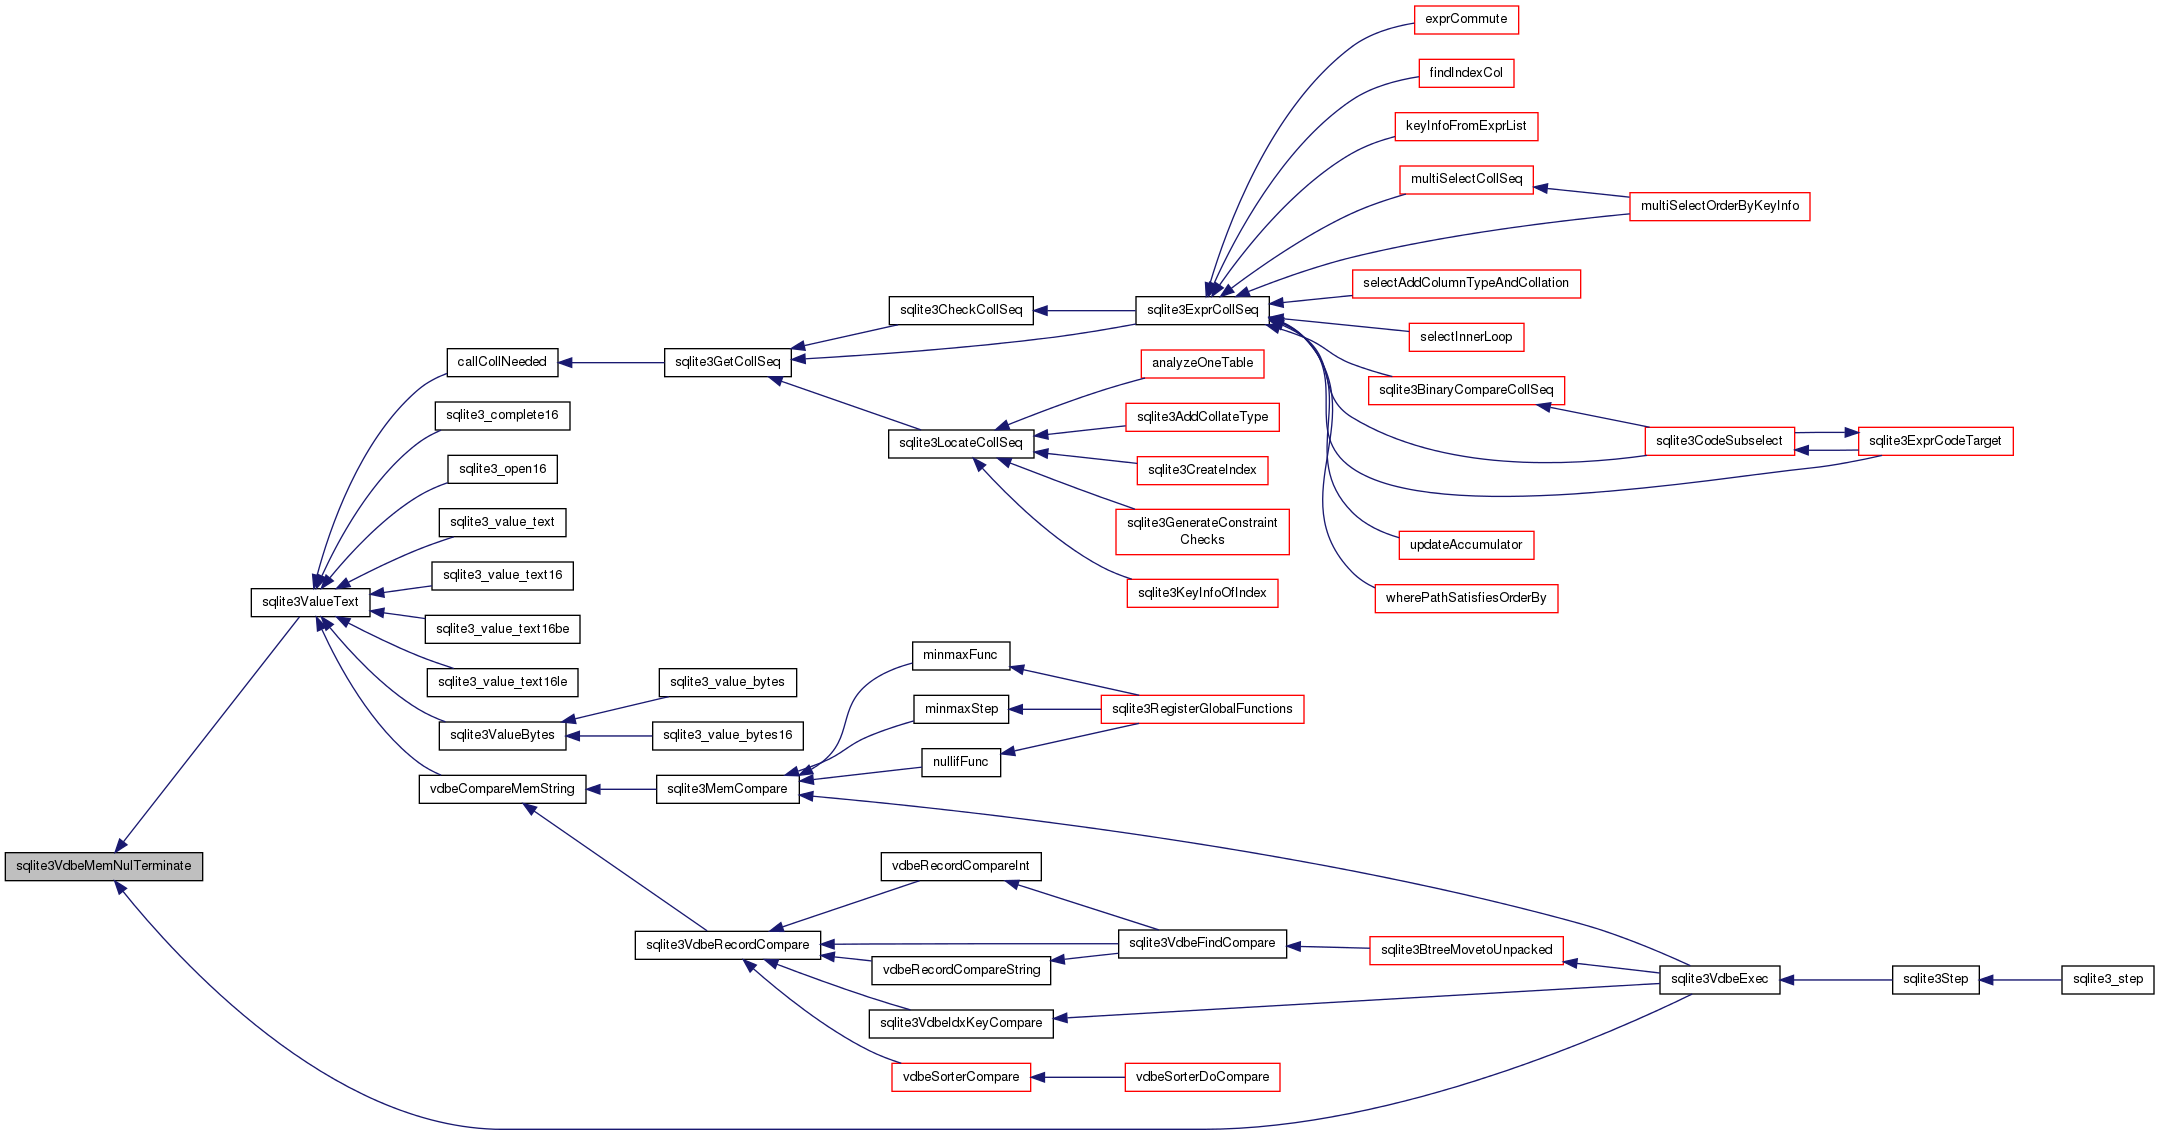 exprCommute
findIndexCol
keyInfoFromExprList
multiSelectCollSeq
multiSelectOrderByKeyInfo
selectAddColumnTypeAndCollation
sqlite3CheckCollSeq
sqlite3ExprCollSeq
selectInnerLoop
callCollNeeded
sqlite3GetCollSeq
analyzeOneTable
sqlite3BinaryCompareCollSeq
sqlite3_complete16
sqlite3AddCollateType
sqlite3LocateCollSeq
sqlite3CodeSubselect
sqlite3ExprCodeTarget
sqlite3_open16
sqlite3CreateIndex
sqlite3_value_text
sqlite3GenerateConstraint
Checks
updateAccumulator
sqlite3_value_text16
sqlite3KeyInfoOfIndex
wherePathSatisfiesOrderBy
sqlite3ValueText
sqlite3_value_text16be
minmaxFunc
sqlite3_value_text16le
sqlite3_value_bytes
minmaxStep
sqlite3RegisterGlobalFunctions
sqlite3ValueBytes
sqlite3_value_bytes16
nullifFunc
vdbeCompareMemString
sqlite3MemCompare
sqlite3VdbeMemNulTerminate
vdbeRecordCompareInt
sqlite3VdbeRecordCompare
sqlite3VdbeFindCompare
sqlite3BtreeMovetoUnpacked
vdbeRecordCompareString
sqlite3VdbeExec
sqlite3Step
sqlite3_step
sqlite3VdbeIdxKeyCompare
vdbeSorterCompare
vdbeSorterDoCompare